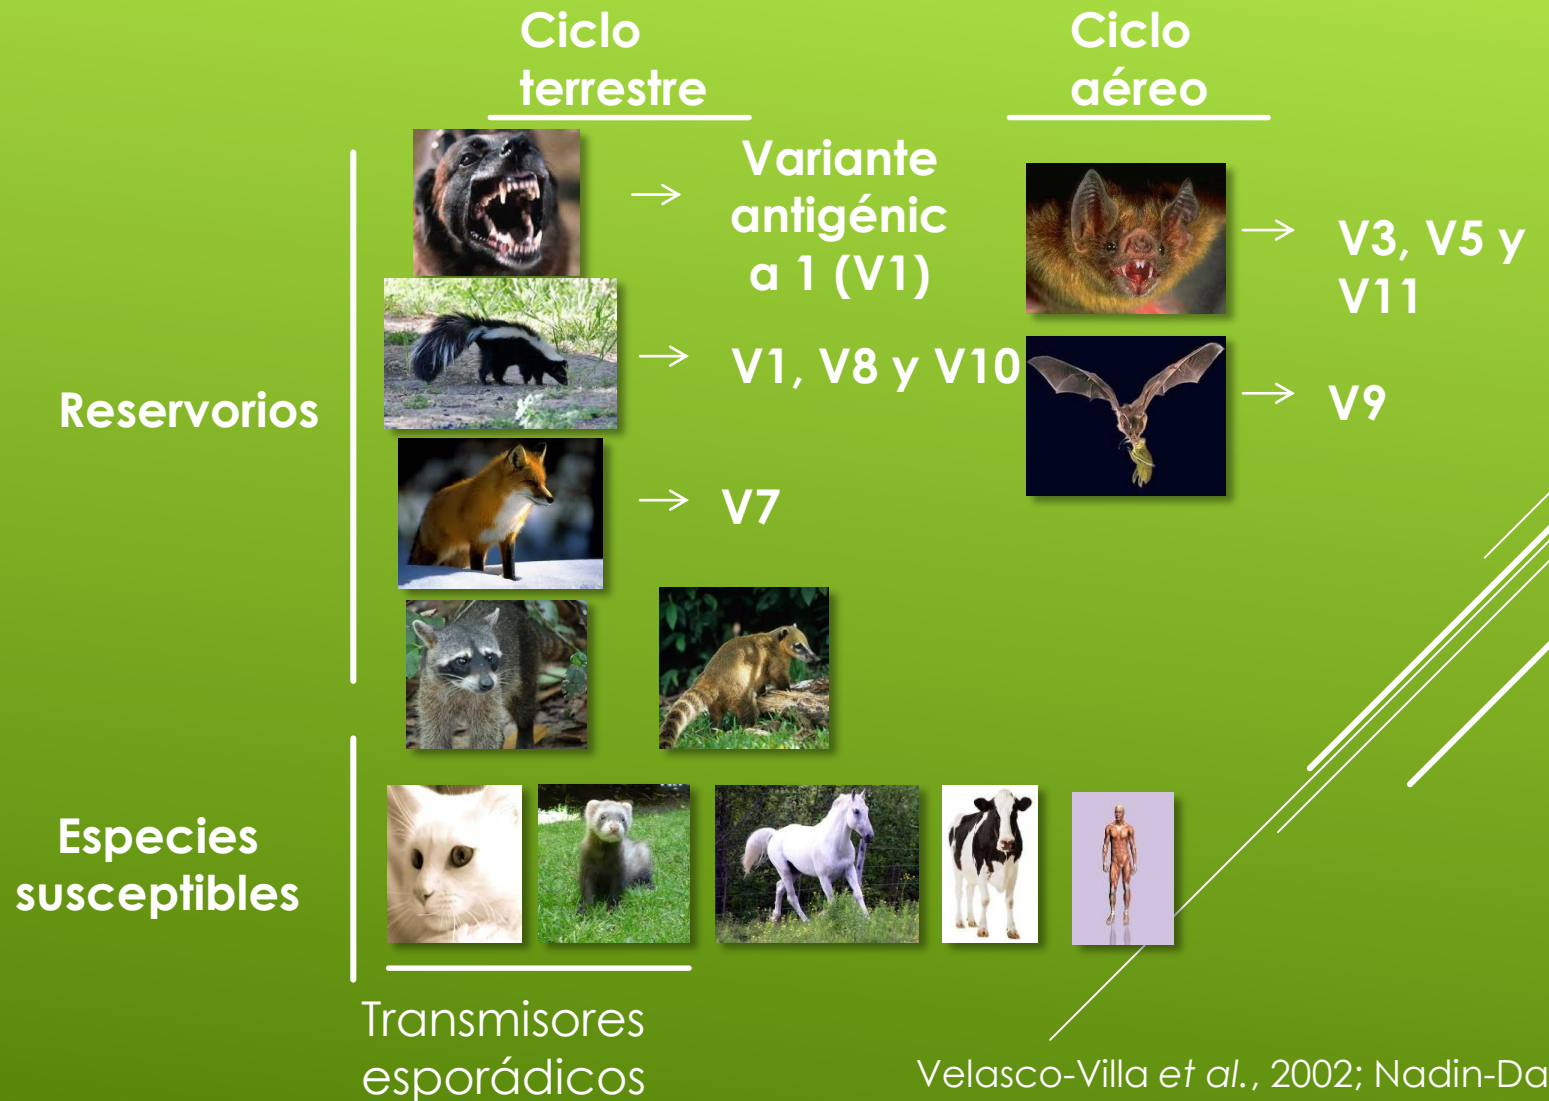 Ciclo
terrestre
Ciclo
aéreo
Reservorios
Variante
antigénic
a 1 (V1)
V1, V8 y V10
V7
V3, V5 y
V11
V9
Especies
susceptibles
Transmisores
esporádicos
Velasco-Villa et al., 2002; Nadin-Da